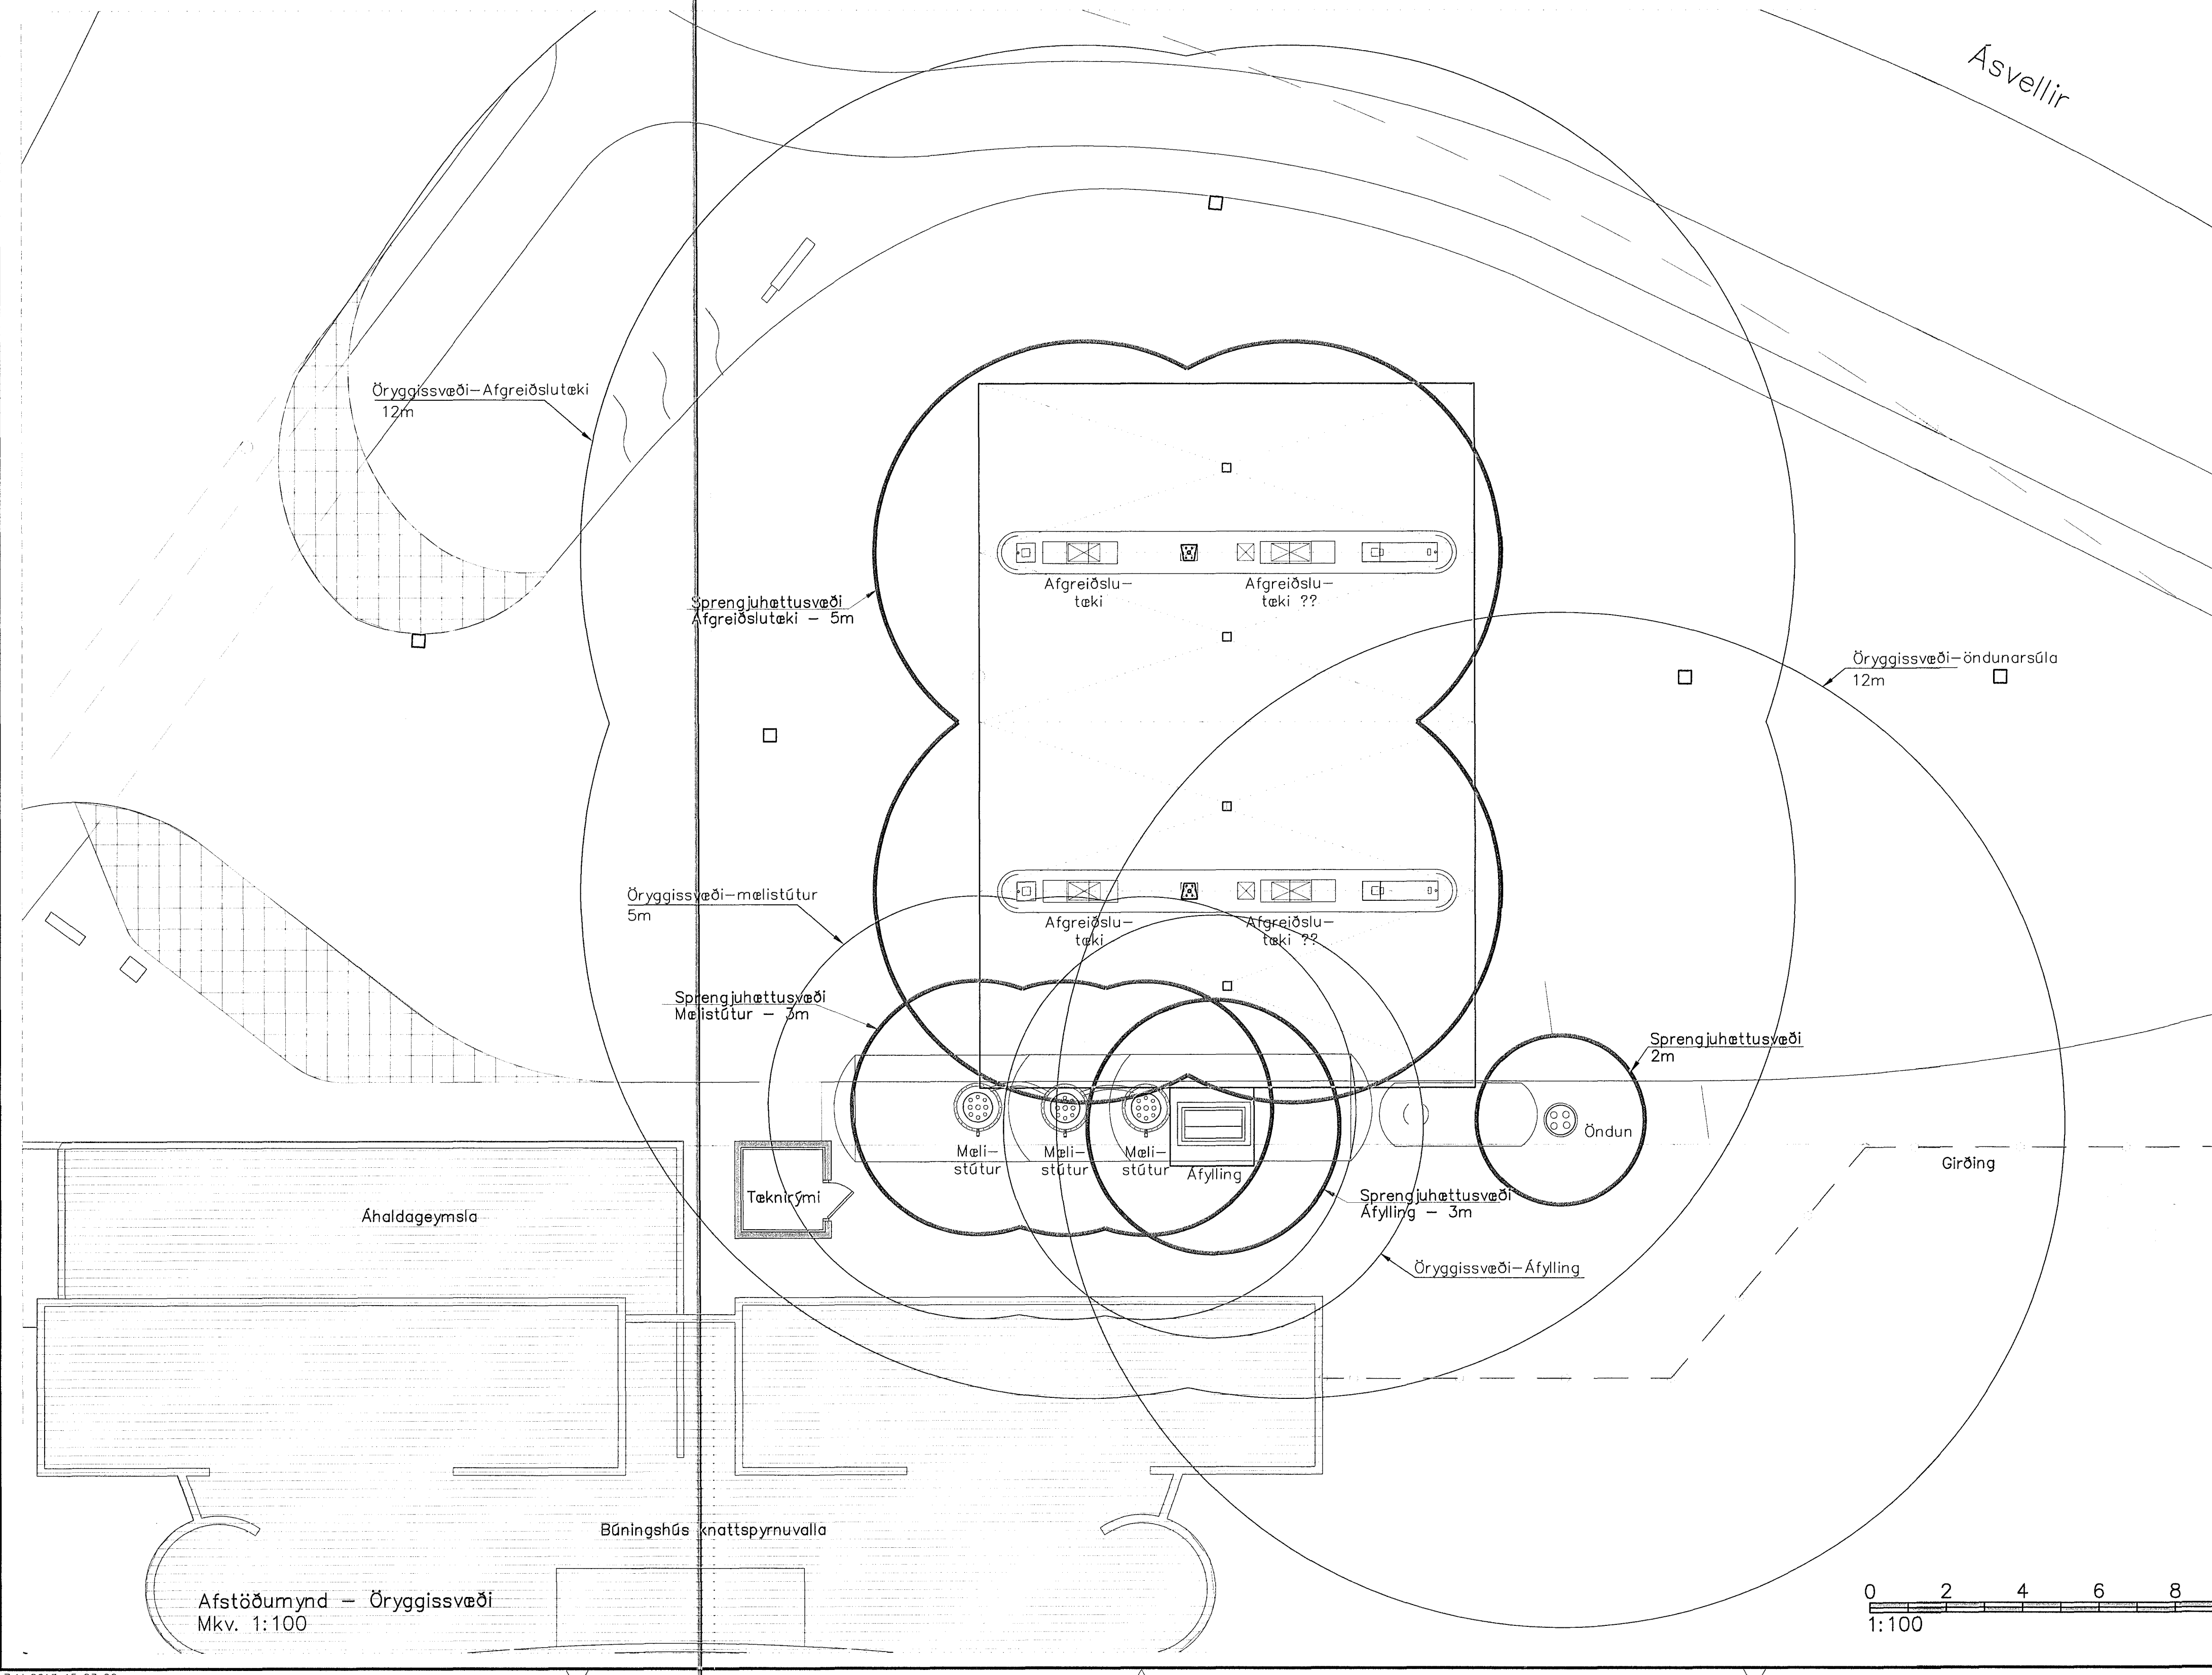 Ásvellir
Öryggissvæði-Afgreiðslutæki
12m
Afgreiðslu-
tæki
Afgreiðslu-
tæki ??
Sprengjuhættusvæði
Afgreiðslutæki - 5m
Öryggissvæði-öndunarsúla
12m
Öryggissvæði-mælistútur
5m
Afgreiðslu-
tæki
Afgreiðslu-
tæki ??
Sprengjuhættusvæði
Mælistútur - 3m
Sprengjuhættusvæði
2m
Öndun
Mæli-
stútur
Mæli-
stútur
Mæli-
stútur
Áfylling
Girðing
Tæknirými
Áhaldageymsla
Sprengjuhættusvæði
Áfylling - 3m
Öryggissvæði-Áfylling
Búningshús knattspyrnuvalla
Afstöðumynd - Öryggissvæði
Mkv. 1:100
0 2 4 6 8
1:100